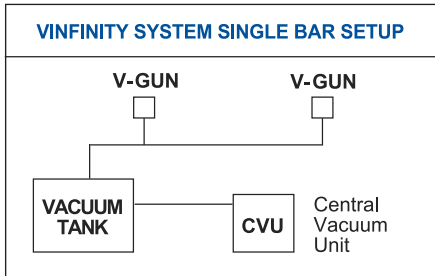 VINFINITY SYSTEM SINGLE BAR SETUP
V-GUN V-GUN
VACUUM
TANK
CVU
Central
Vacuum
Unit